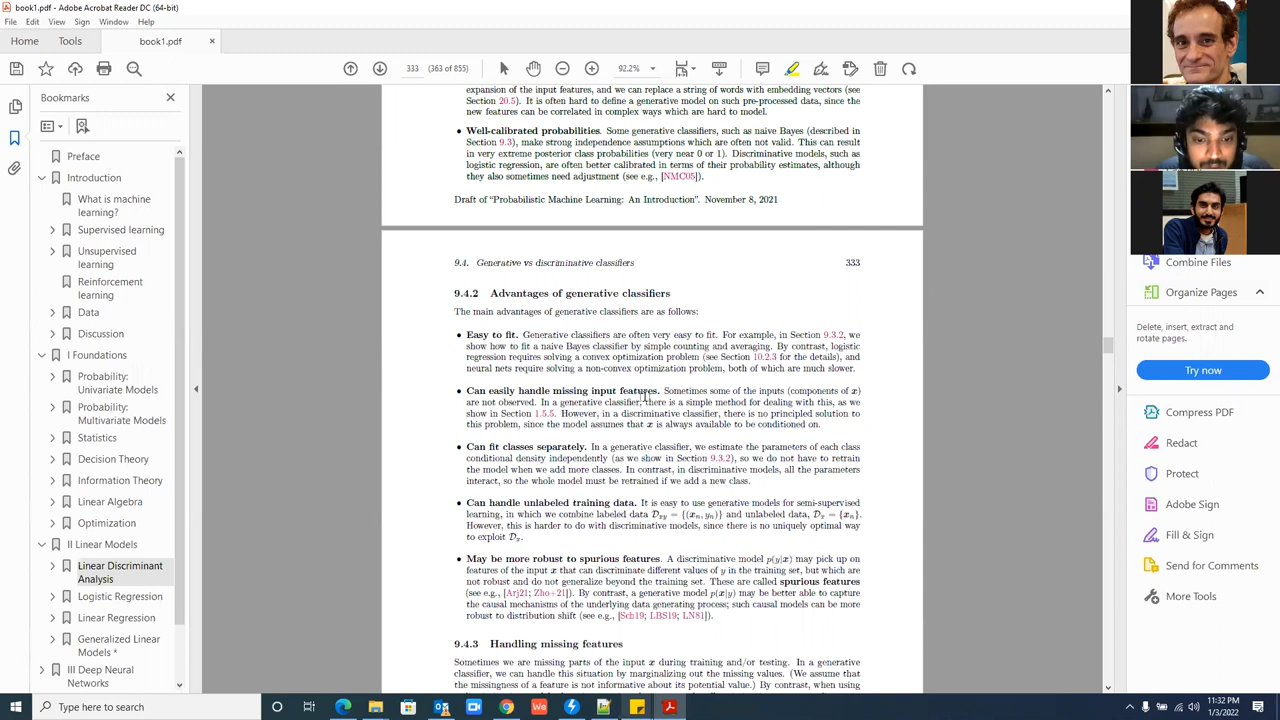 book1.pdf - Adobe Acrobat Reader DC (64-bit)
File Edit View Sign Window Help
Home Tools book1.pdf
333 (363 of 855) 92.2%
Bookmarks
Preface
Introduction
What is machine
learning?
Supervised learning
Unsupervised
learning
Reinforcement
learning
Data
Discussion
I Foundations
Probability:
Univariate Models
Probability:
Multivariate Models
Statistics
Decision Theory
Information Theory
Linear Algebra
Optimization
II Linear Models
Linear Discriminant
Analysis
Logistic Regression
Linear Regression
Generalized Linear
Models *
III Deep Neural
Networks
expansion of the input features, and we can replace a string of words with embedding vectors (see
Section 20.5). It is often hard to define a generative model on such pre-processed data, since the
new features can be correlated in complex ways which are hard to model.
• Well-calibrated probabilities. Some generative classifiers, such as naive Bayes (described in
Section 9.3), make strong independence assumptions which are often not valid. This can result
in very extreme posterior class probabilities (very near 0 or 1). Discriminative models, such as
logistic regression, are often better calibrated in terms of their probability estimates, although
they also sometimes need adjustment (see e.g., [NMC05]).
Draft of "Probabilistic Machine Learning: An Introduction". November 8, 2021
9.4. Generative vs discriminative classifiers 333
9.4.2 Advantages of generative classifiers
The main advantages of generative classifiers are as follows:
• Easy to fit. Generative classifiers are often very easy to fit. For example, in Section 9.3.2, we
show how to fit a naive Bayes classifier by simple counting and averaging. By contrast, logistic
regression requires solving a convex optimization problem (see Section 10.2.3 for the details), and
neural nets require solving a non-convex optimization problem, both of which are much slower.
• Can easily handle missing input features. Sometimes some of the inputs (components of x)
are not observed. In a generative classifier, there is a simple method for dealing with this, as we
show in Section 1.5.5. However, in a discriminative classifier, there is no principled solution to
this problem, since the model assumes that x is always available to be conditioned on.
• Can fit classes separately. In a generative classifier, we estimate the parameters of each class
conditional density independently (as we show in Section 9.3.2), so we do not have to retrain
the model when we add more classes. In contrast, in discriminative models, all the parameters
interact, so the whole model must be retrained if we add a new class.
• Can handle unlabeled training data. It is easy to use generative models for semi-supervised
learning, in which we combine labeled data Dxy = {(xn, yn)} and unlabeled data, Dx = {xn}.
However, this is harder to do with discriminative models, since there is no uniquely optimal way
to exploit Dx.
• May be more robust to spurious features. A discriminative model p(y|x) may pick up on
features of the input x that can discriminate different values of y in the training set, but which are
not robust and do not generalize beyond the training set. These are called spurious features
(see e.g., [Arj21; Zho+21]). By contrast, a generative model p(x|y) may be better able to capture
the causal mechanisms of the underlying data generating process; such causal models can be more
robust to distribution shift (see e.g., [Sch19; LBS19; LN81]).
9.4.3 Handling missing features
Sometimes we are missing parts of the input x during training and/or testing. In a generative
classifier, we can handle this situation by marginalizing out the missing values. (We assume that
the missingness of a feature is not informative about its potential value.) By contrast, when using
Combine Files
Organize Pages
Delete, insert, extract and
rotate pages.
Try now
Compress PDF
Redact
Protect
Adobe Sign
Fill & Sign
Send for Comments
More Tools
Type here to search
We
11:32 PM
1/3/2022